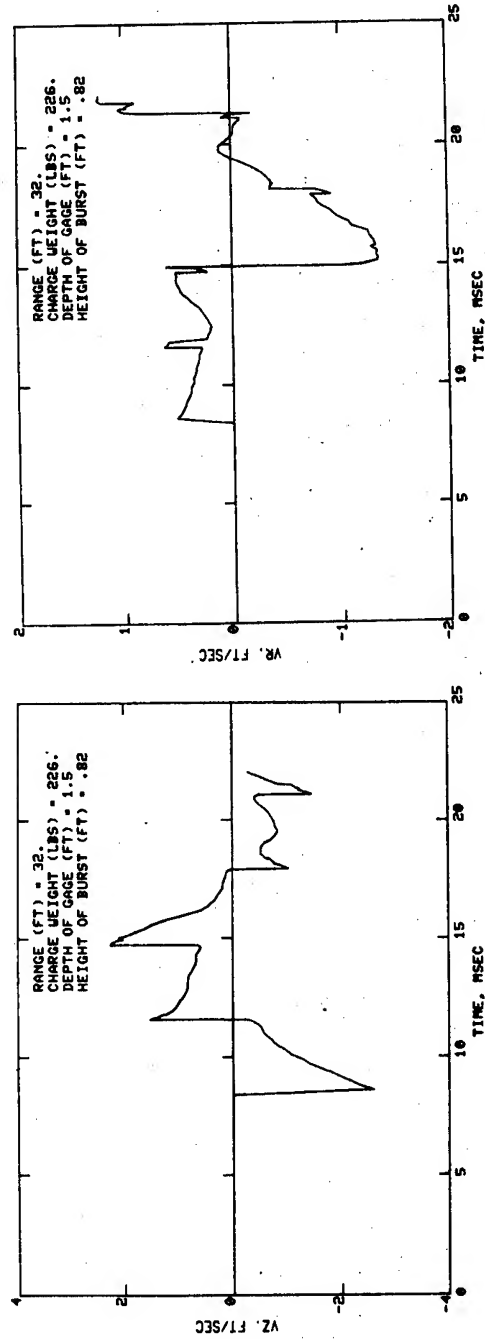 RANGE (FT) = 32.
CHARGE WEIGHT (LBS) = 226.
DEPTH OF GAGE (FT) = 1.5
HEIGHT OF BURST (FT) = .82
4
2
0
-2
-4
VZ. FT/SEC
0
5
10
15
20
25
TIME, MSEC
RANGE (FT) = 32.
CHARGE WEIGHT (LBS) = 226.
DEPTH OF GAGE (FT) = 1.5
HEIGHT OF BURST (FT) = .82
2
1
0
-1
-2
VR. FT/SEC
0
5
10
15
20
25
TIME, MSEC